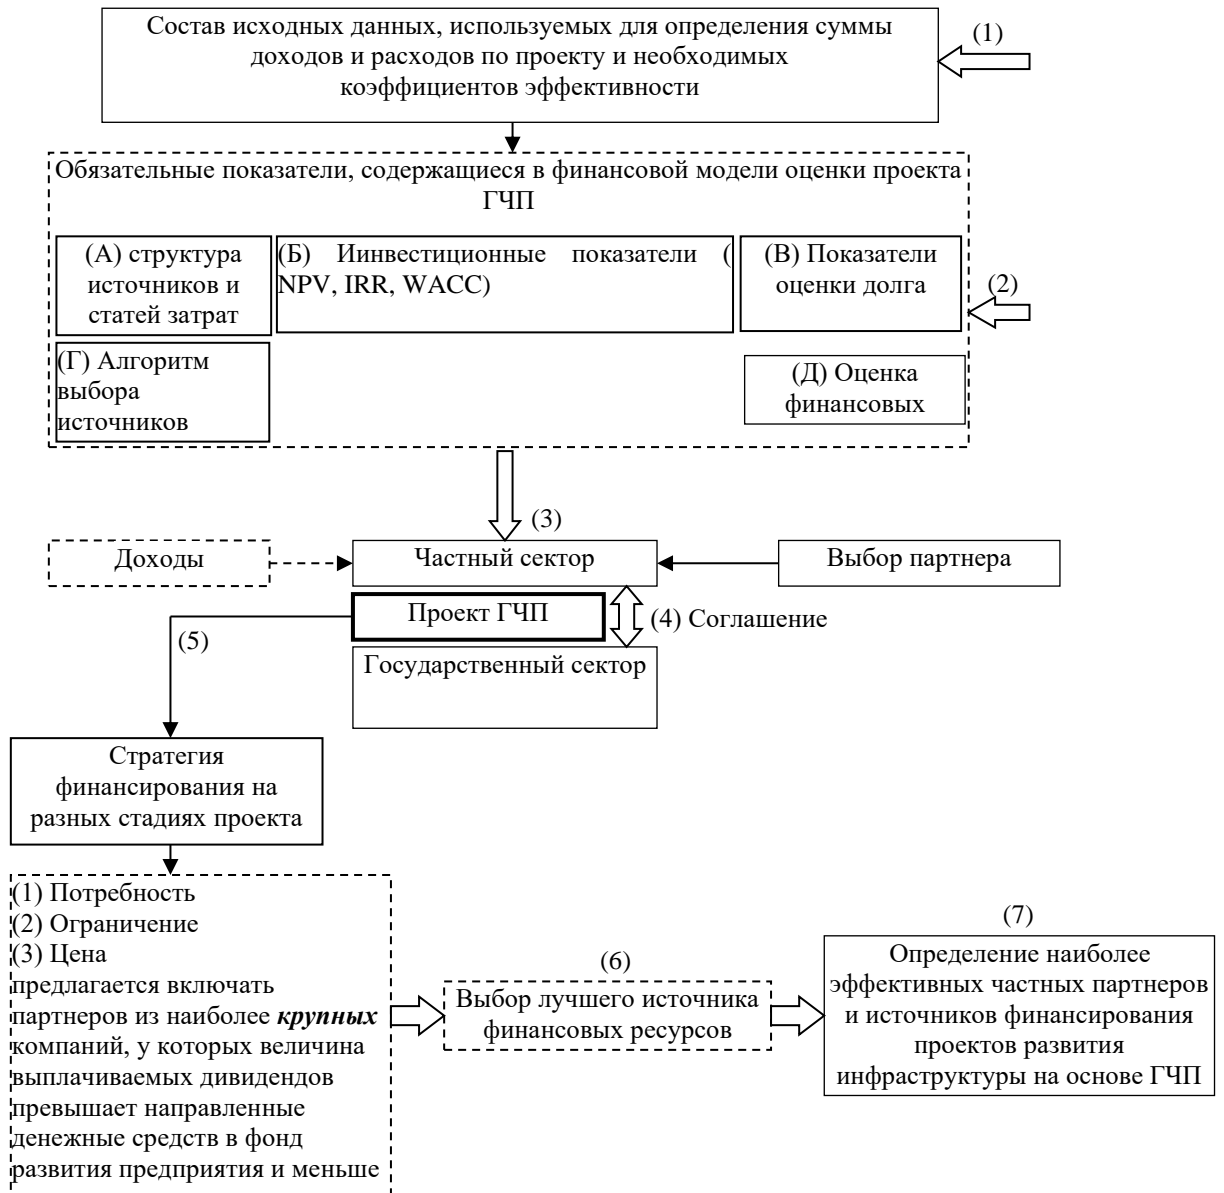 Состав исходных данных, используемых для определения суммы
доходов и расходов по проекту и необходимых
коэффициентов эффективности
(1)
Обязательные показатели, содержащиеся в финансовой модели оценки проекта
ГЧП
(А) структура
источников и
статей затрат
(Б) Иинвестиционные показатели (
NPV, IRR, WACC)
(В) Показатели
оценки долга
(2)
(Г) Алгоритм
выбора
источников
(Д) Оценка
финансовых
(3)
Доходы
Частный сектор
Выбор партнера
Проект ГЧП
(4) Соглашение
(5)
Государственный сектор
Стратегия
финансирования на
разных стадиях проекта
(1) Потребность
(2) Ограничение
(3) Цена
предлагается включать
партнеров из наиболее крупных
компаний, у которых величина
выплачиваемых дивидендов
превышает направленные
денежные средств в фонд
развития предприятия и меньше
(6)
Выбор лучшего источника
финансовых ресурсов
(7)
Определение наиболее
эффективных частных партнеров
и источников финансирования
проектов развития
инфраструктуры на основе ГЧП